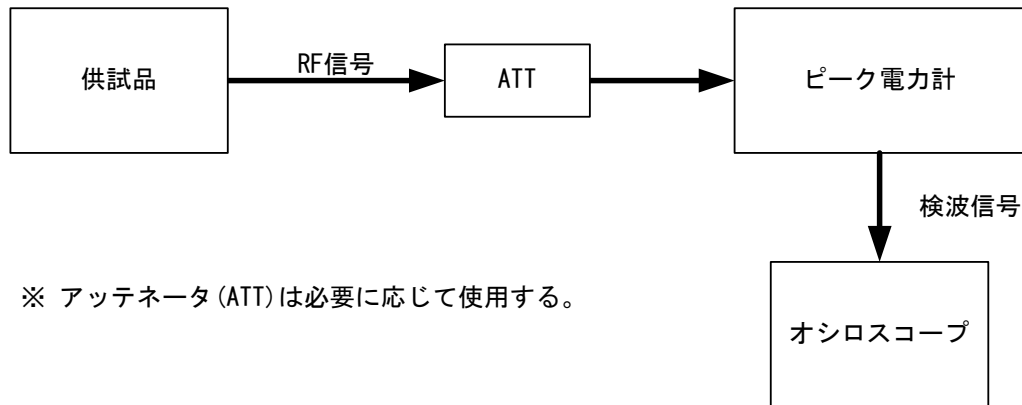 供試品
RF信号
ATT
ピーク電力計
検波信号
※ アッテネータ(ATT)は必要に応じて使用する。
オシロスコープ